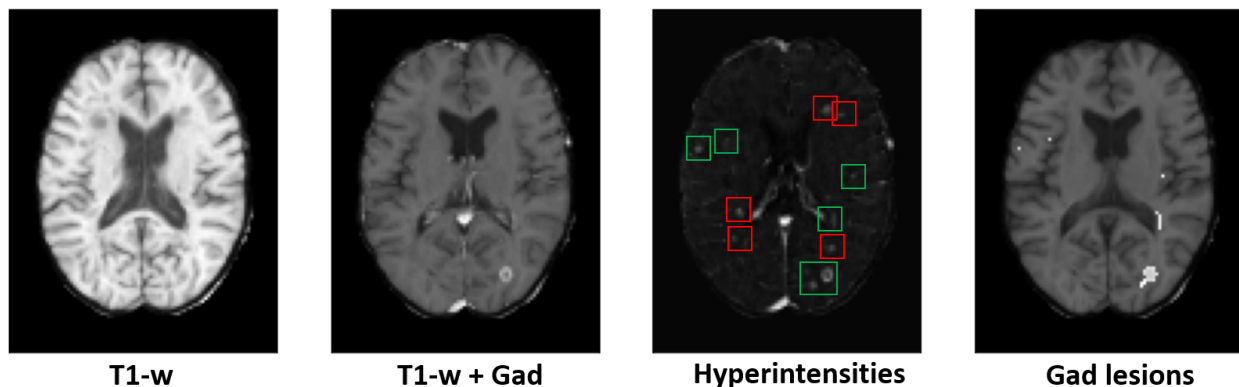 T1-w
T1-w + Gad
Hyperintensities
Gad lesions